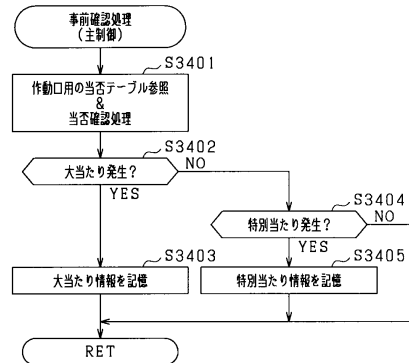 事前確認処理
(主制御)
S3401
作動口用の当否テーブル参照
&
当否確認処理
S3402
大当たり発生?
NO
YES
S3404
特別当たり発生?
NO
YES
S3403
大当たり情報を記憶
S3405
特別当たり情報を記憶
RET